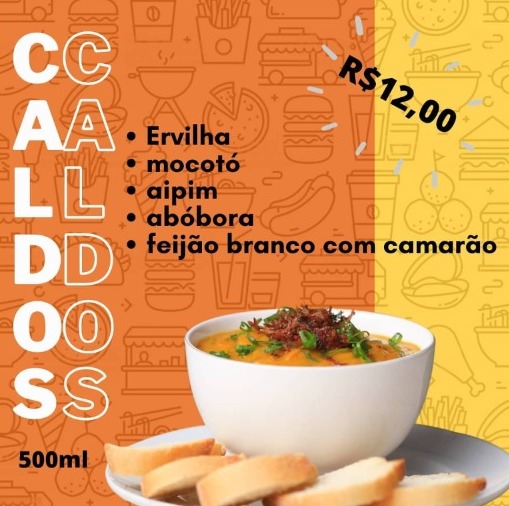 CALDOS
CALDOS
R$12,00
• Ervilha
• mocotó
• aipim
• abóbora
• feijão branco com camarão
500ml